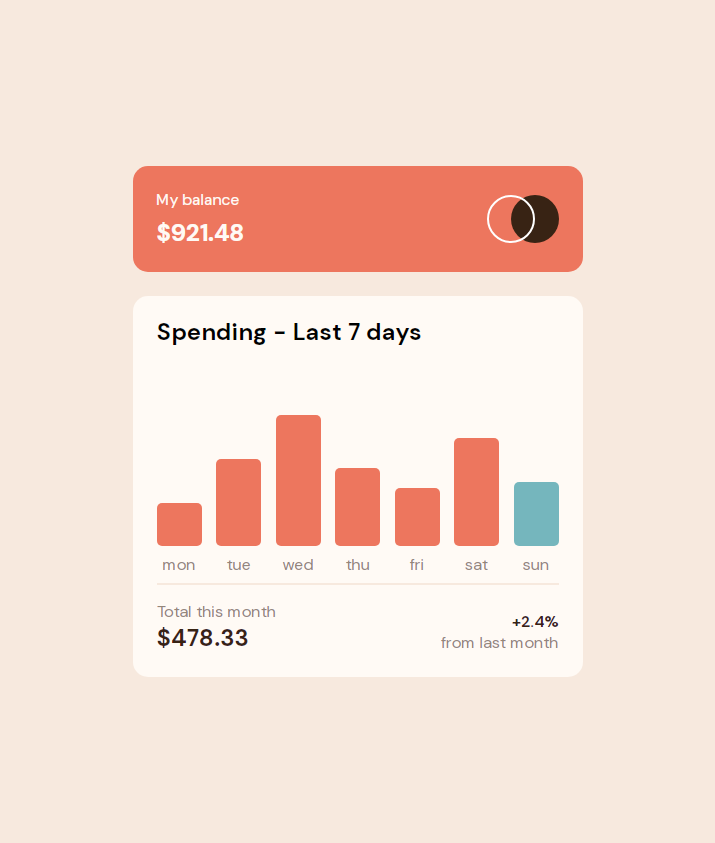 My balance
$921.48
Spending - Last 7 days
mon tue wed thu fri sat sun
Total this month
$478.33
+2.4%
from last month